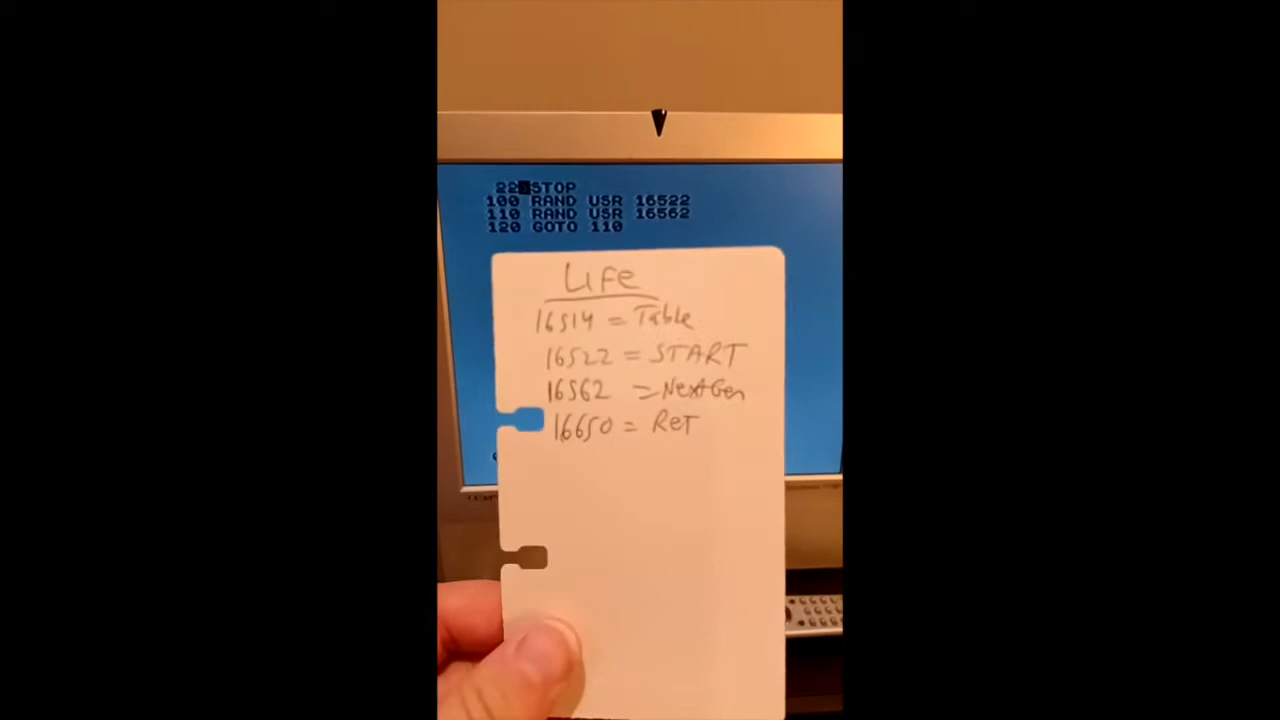 22 STOP
100 RAND USR 16522
110 RAND USR 16562
120 GOTO 110
Life
16514 = Table
16522 = START
16562 = NextGen
16650 = RET